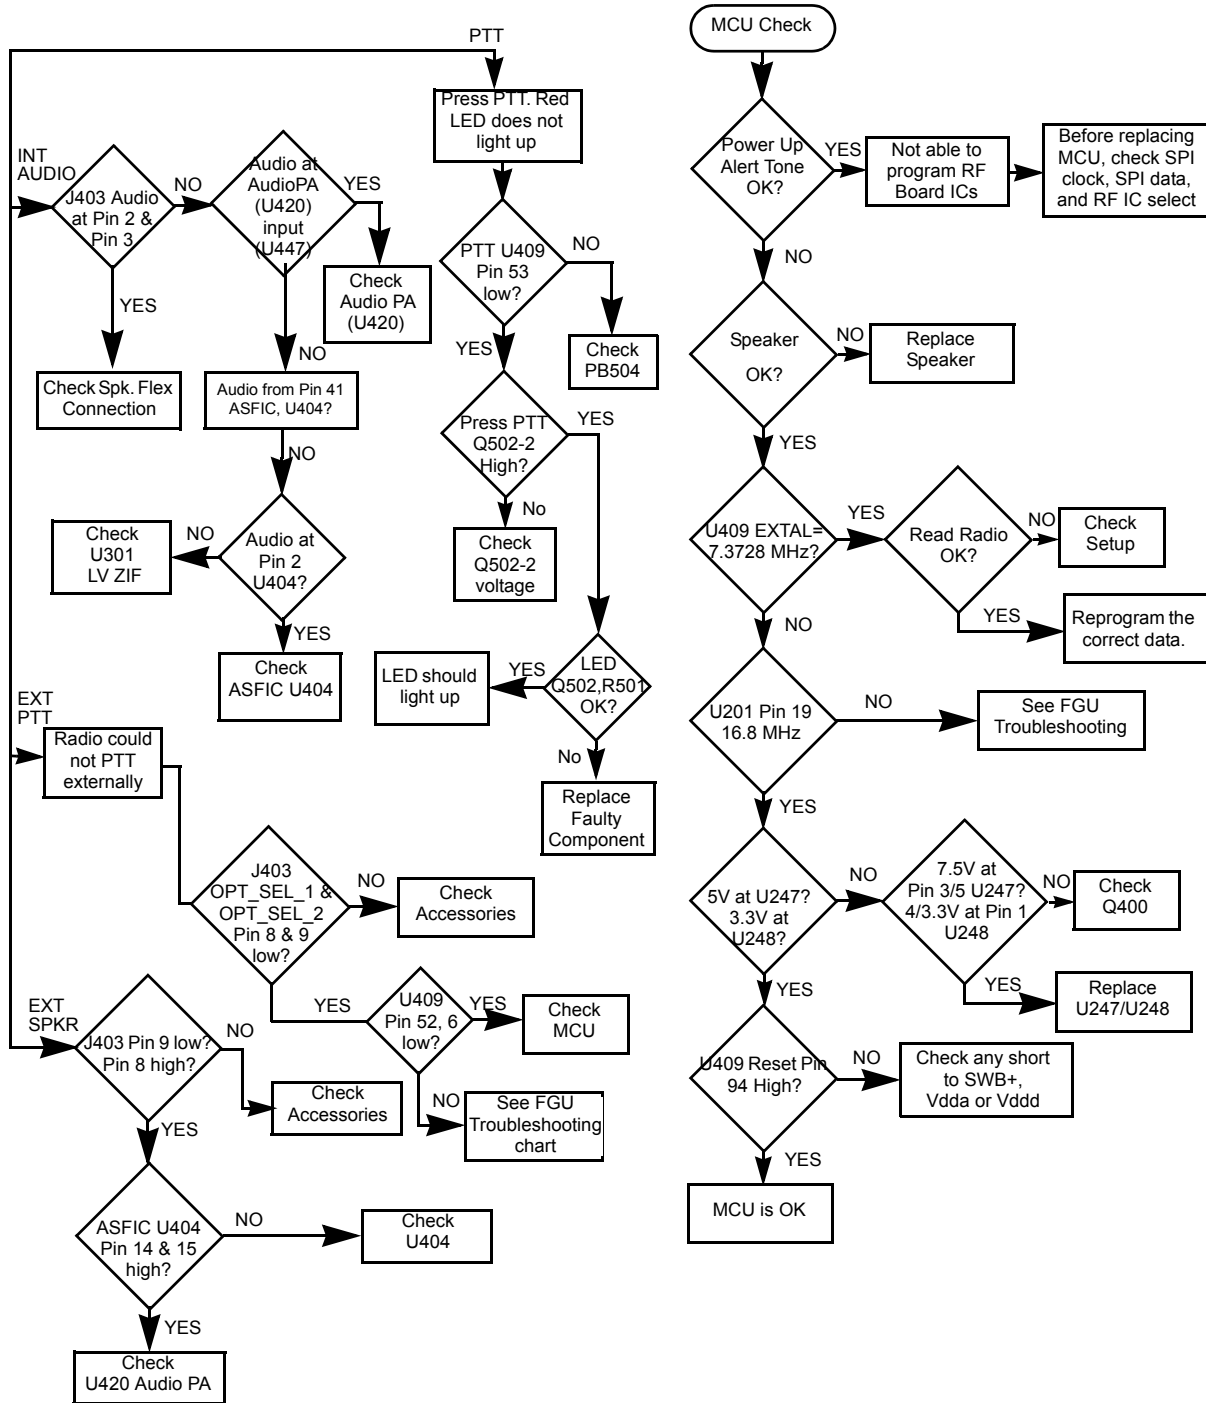 PTT
Press PTT. Red
LED does not
light up
INT
AUDIO
J403 Audio
at Pin 2 &
Pin 3
NO
Audio at
AudioPA
(U420)
input
(U447)
YES
YES
Check
Audio PA
(U420)
NO
Check Spk. Flex
Connection
Audio from Pin 41
ASFIC, U404?
NO
Audio at
Pin 2
U404?
NO
Check
U301
LV ZIF
YES
Check
ASFIC U404
PTT U409
Pin 53
low?
NO
Check
PB504
YES
Press PTT
Q502-2
High?
YES
No
Check
Q502-2
voltage
LED
Q502,R501
OK?
YES
LED should
light up
No
Replace
Faulty
Component
EXT
PTT
Radio could
not PTT
externally
J403
OPT_SEL_1 &
OPT_SEL_2
Pin 8 & 9
low?
NO
Check
Accessories
YES
U409
Pin 52, 6
low?
YES
Check
MCU
NO
See FGU
Troubleshooting
chart
EXT
SPKR
J403 Pin 9 low?
Pin 8 high?
NO
Check
Accessories
YES
ASFIC U404
Pin 14 & 15
high?
NO
Check
U404
YES
Check
U420 Audio PA
MCU Check
Power Up
Alert Tone
OK?
YES
Not able to
program RF
Board ICs
Before replacing
MCU, check SPI
clock, SPI data,
and RF IC select
NO
Speaker
OK?
NO
Replace
Speaker
YES
U409 EXTAL=
7.3728 MHz?
YES
Read Radio
OK?
NO
Check
Setup
YES
Reprogram the
correct data.
NO
U201 Pin 19
16.8 MHz
NO
See FGU
Troubleshooting
YES
5V at U247?
3.3V at
U248?
NO
7.5V at
Pin 3/5 U247?
4/3.3V at Pin 1
U248
NO
Check
Q400
YES
Replace
U247/U248
YES
U409 Reset Pin
94 High?
NO
Check any short
to SWB+,
Vdda or Vddd
YES
MCU is OK